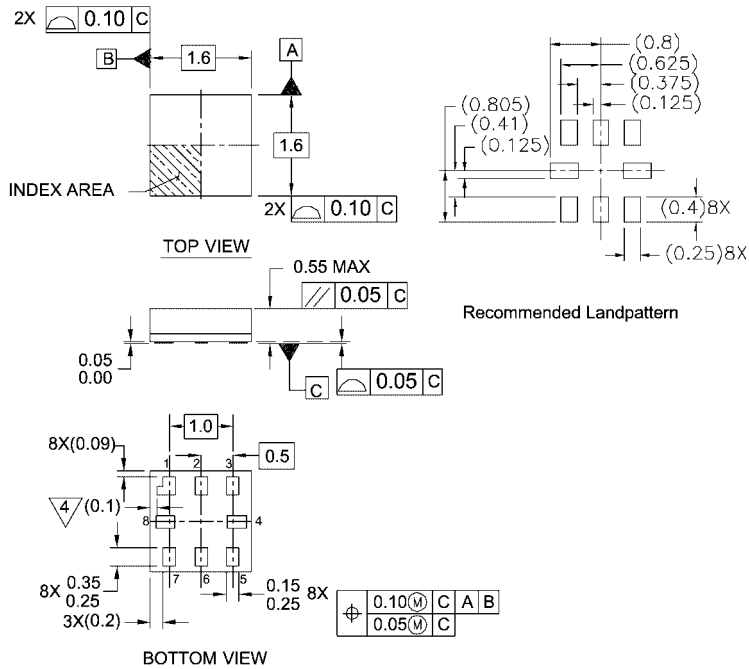 2X 0.10 C
B 1.6 A
1.6
INDEX AREA
2X 0.10 C
TOP VIEW
(0.8)
(0.625)
(0.375)
(0.125)
(0.805)
(0.41)
(0.125)
(0.4)8X
(0.25)8X
Recommended Landpattern
0.55 MAX
// 0.05 C
0.05
0.00
C
0.05 C
1.0
8X(0.09)
0.5
1 2 3
4 (0.1)
8 4
8X 0.35
0.25
7 6 5
0.15
0.25
8X
3X(0.2)
0.10 M C A B
0.05 M C
BOTTOM VIEW